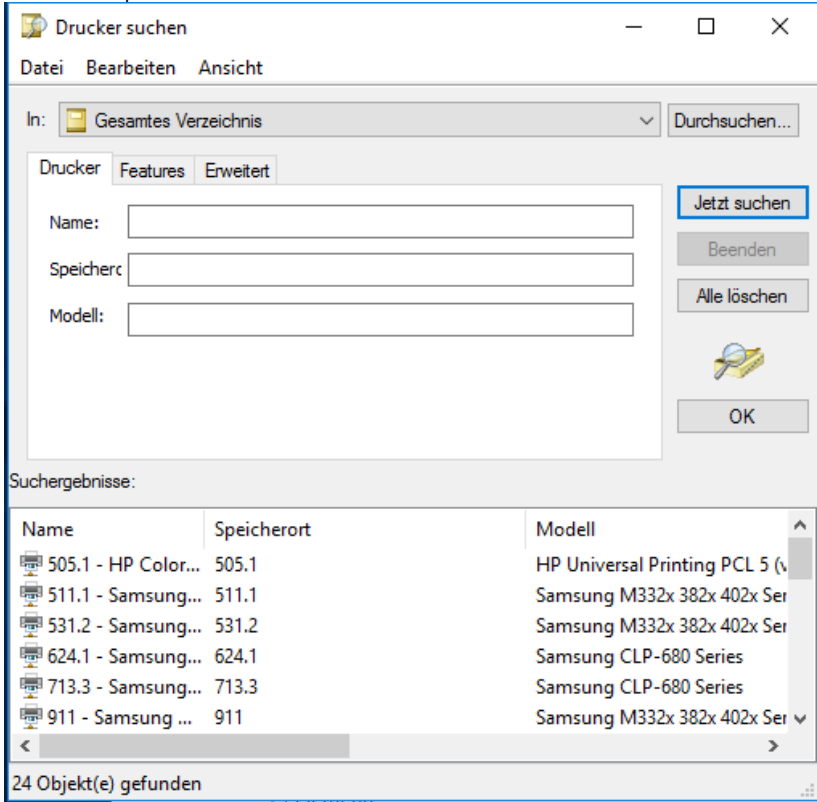 Drucker suchen
Datei Bearbeiten Ansicht
In: Gesamtes Verzeichnis Durchsuchen...
Drucker Features Erweitert
Jetzt suchen
Name:
Beenden
Speicherc
Alle löschen
Modell:
OK
Suchergebnisse:
Name Speicherort Modell
505.1 - HP Color... 505.1 HP Universal Printing PCL 5 (v
511.1 - Samsung... 511.1 Samsung M332x 382x 402x Ser
531.2 - Samsung... 531.2 Samsung M332x 382x 402x Ser
624.1 - Samsung... 624.1 Samsung CLP-680 Series
713.3 - Samsung... 713.3 Samsung CLP-680 Series
911 - Samsung ... 911 Samsung M332x 382x 402x Ser
24 Objekt(e) gefunden